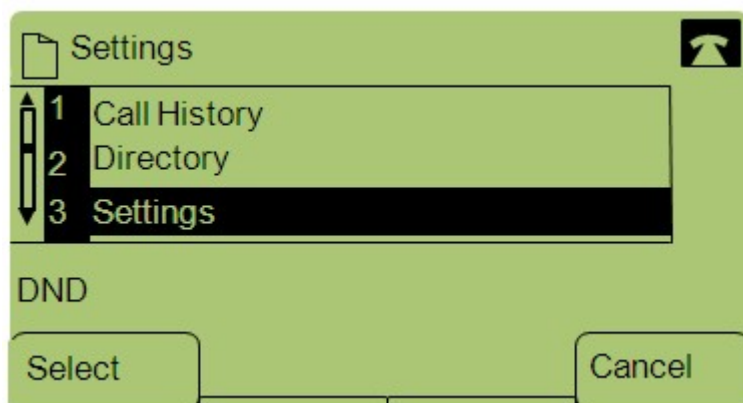 Settings
1 Call History
2 Directory
3 Settings
DND
Select Cancel